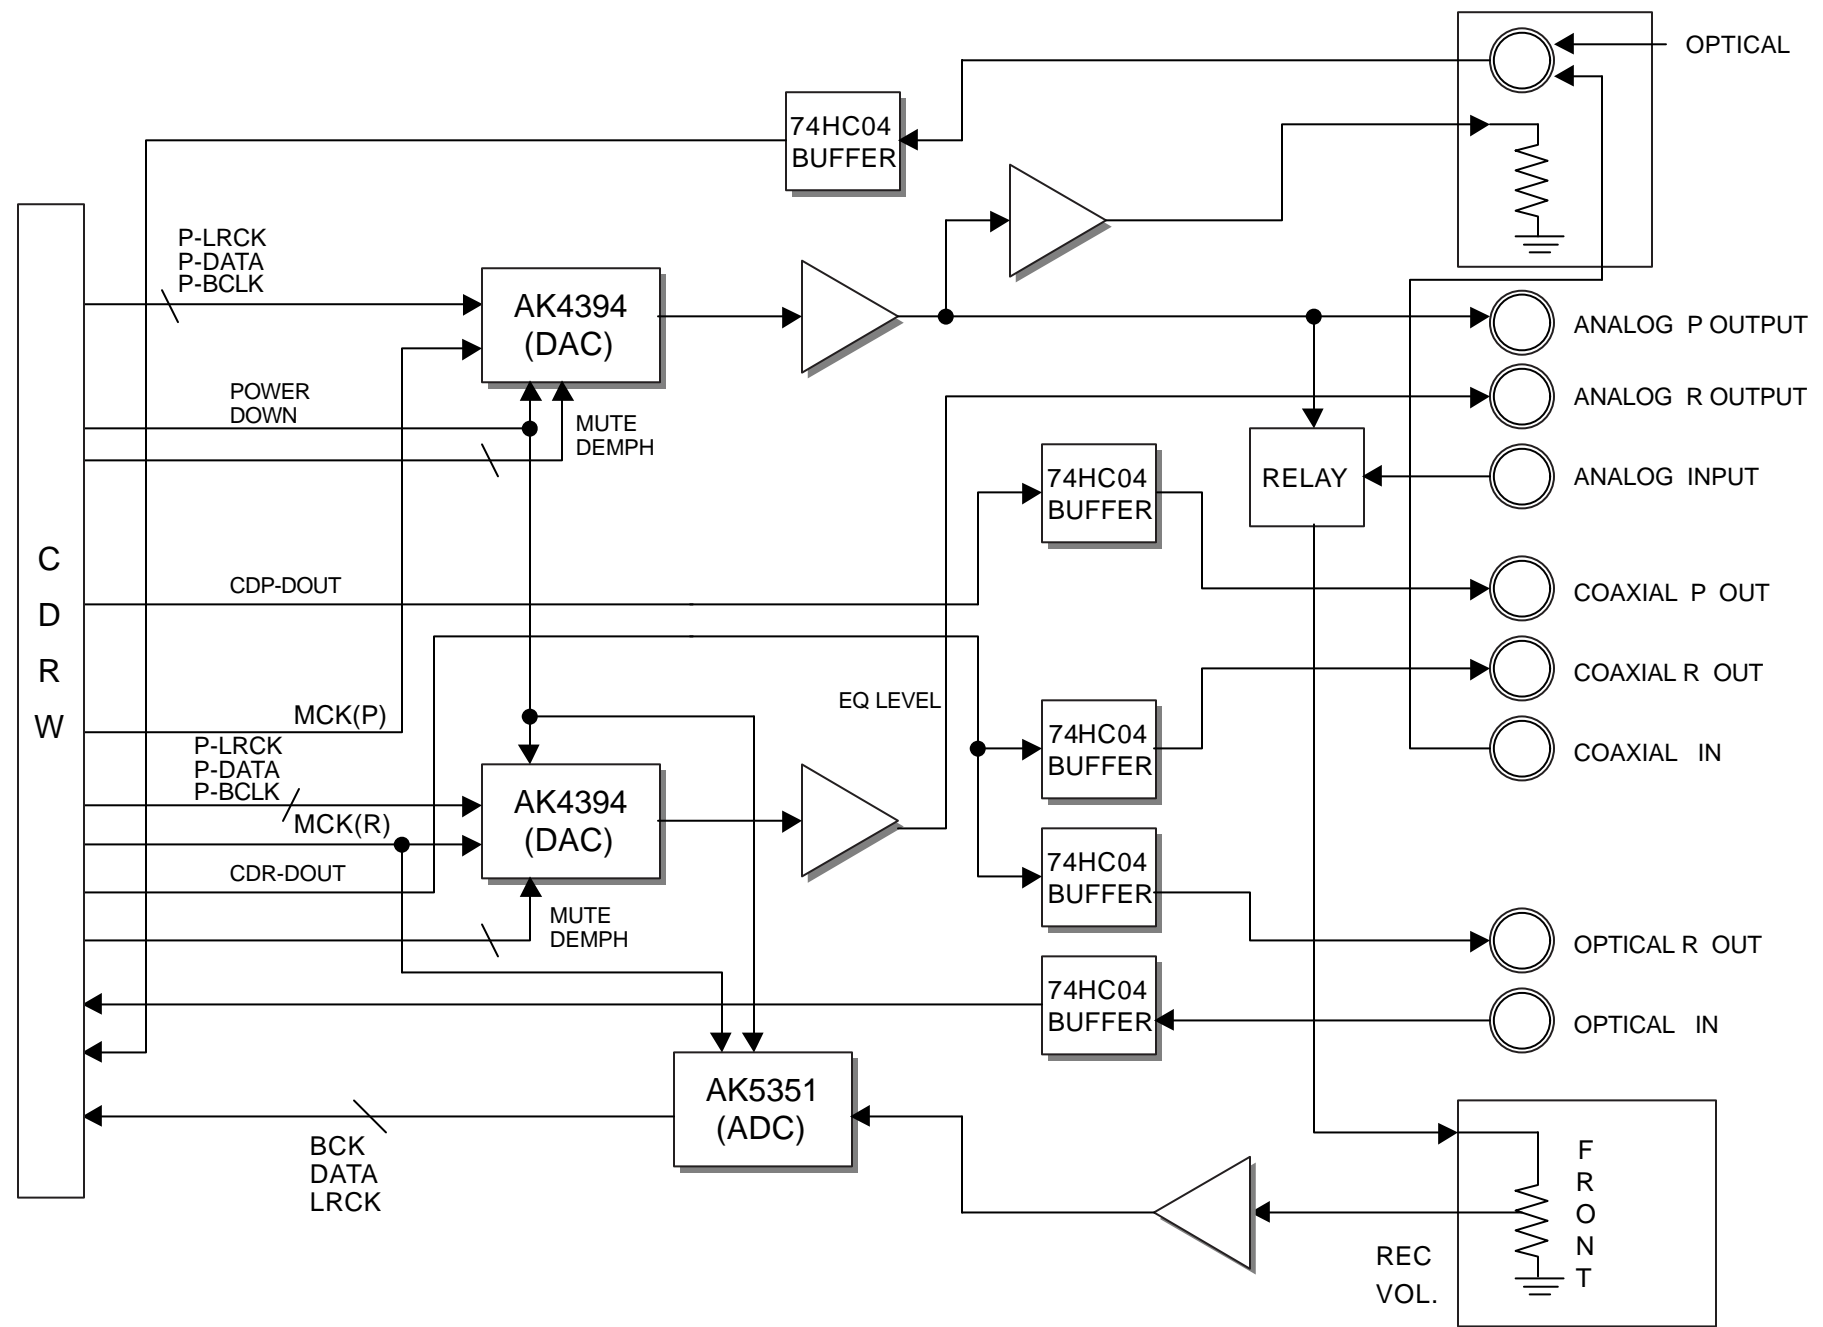 OPTICAL
74HC04
BUFFER
P-LRCK
P-DATA
P-BCLK
AK4394
(DAC)
ANALOG P OUTPUT
POWER
DOWN
ANALOG R OUTPUT
MUTE
DEMPH
74HC04
BUFFER
RELAY
ANALOG INPUT
C
D
R
W
CDP-DOUT
COAXIAL P OUT
COAXIAL R OUT
EQ LEVEL
MCK(P)
P-LRCK
P-DATA
P-BCLK
74HC04
BUFFER
COAXIAL IN
AK4394
(DAC)
MCK(R)
CDR-DOUT
74HC04
BUFFER
MUTE
DEMPH
OPTICAL R OUT
74HC04
BUFFER
OPTICAL IN
AK5351
(ADC)
BCK
DATA
LRCK
F
R
O
N
T
REC
VOL.